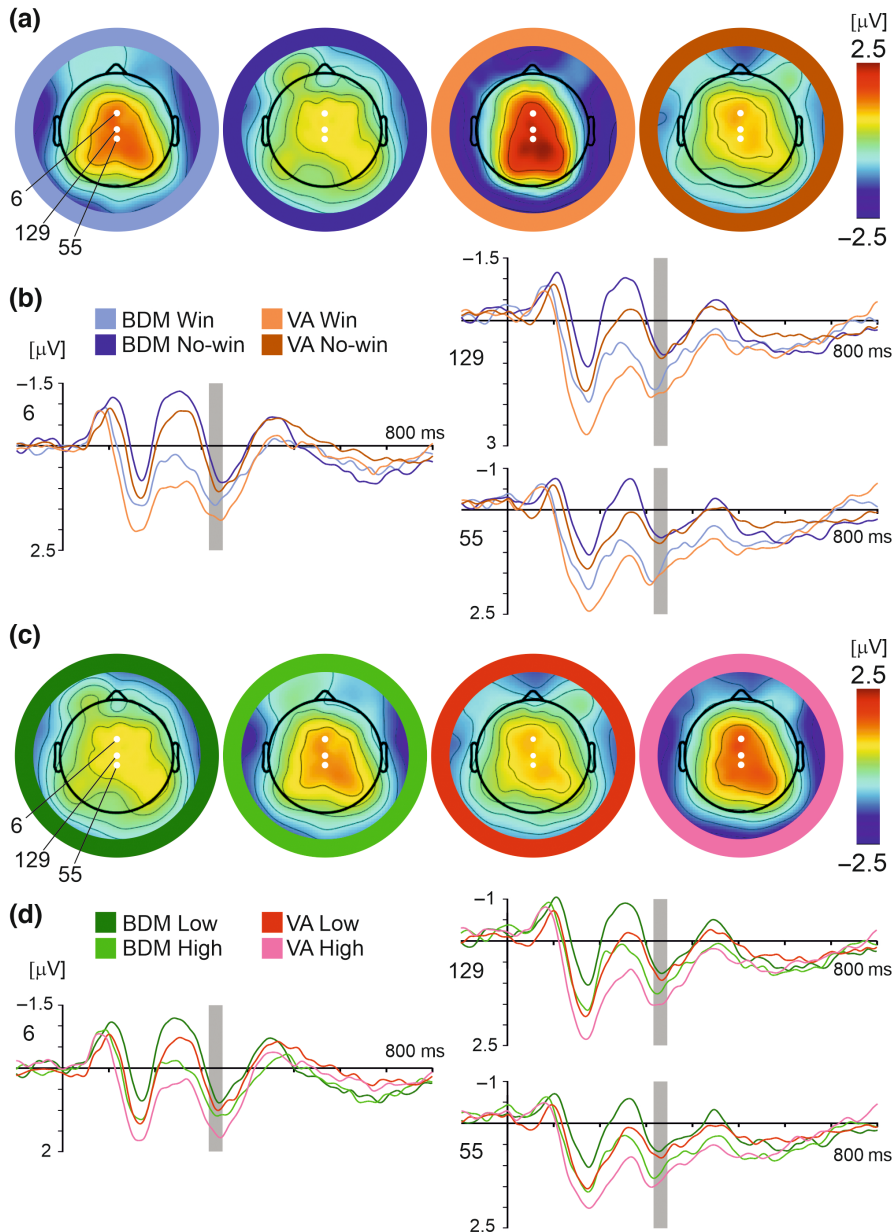 (a)
[μV]
2.5
−2.5
6
129
55
(b)
BDM Win
VA Win
BDM No-win
VA No-win
[μV]
−1.5
6
800 ms
2.5
−1.5
129
800 ms
3
−1
55
800 ms
2.5
(c)
[μV]
2.5
−2.5
6
129
55
(d)
BDM Low
VA Low
BDM High
VA High
[μV]
−1.5
6
800 ms
2
−1
129
800 ms
2.5
−1
55
800 ms
2.5